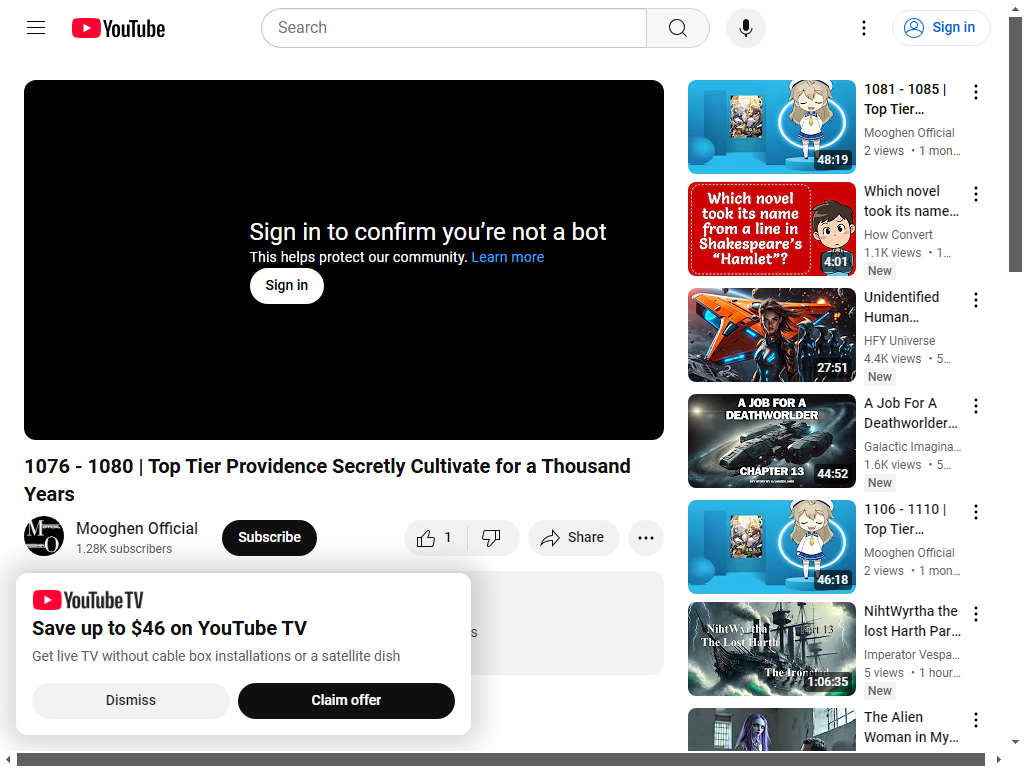 YouTube
Search
Sign in
Sign in to confirm you’re not a bot
This helps protect our community. Learn more
Sign in
1076 - 1080 | Top Tier Providence Secretly Cultivate for a Thousand
Years
Mooghen Official
1.28K subscribers
Subscribe
1
Share
s
YouTube TV
Save up to $46 on YouTube TV
Get live TV without cable box installations or a satellite dish
Dismiss
Claim offer
48:19
1081 - 1085 |
Top Tier…
Mooghen Official
2 views • 1 mon…
Which novel
took its name
from a line in
Shakespeare's
"Hamlet"?
4:01
Which novel
took its name…
How Convert
1.1K views • 1…
New
27:51
Unidentified
Human…
HFY Universe
4.4K views • 5…
New
A JOB FOR A
DEATHWORLDER
CHAPTER 13
44:52
A Job For A
Deathworlder…
Galactic Imagina…
1.6K views • 5…
New
46:18
1106 - 1110 |
Top Tier…
Mooghen Official
2 views • 1 mon…
NihtWyrtha Part 13
The Lost Harth
The Ironclad
1:06:35
NihtWyrtha the
lost Harth Par…
Imperator Vespa…
5 views • 1 hour…
New
The Alien
Woman in My…